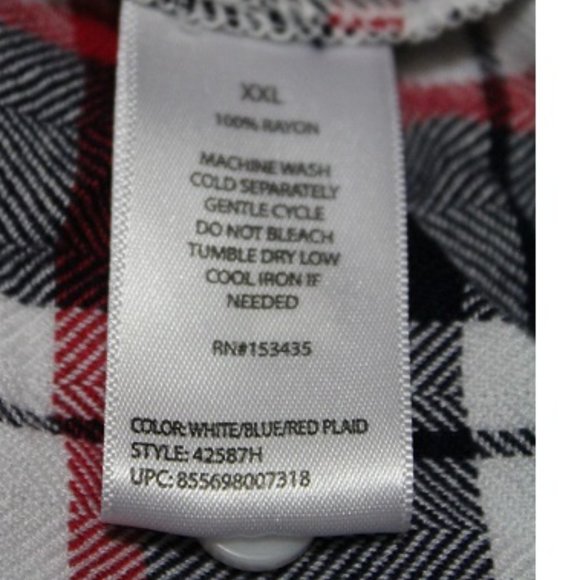 XXL
100% RAYON
MACHINE WASH
COLD SEPARATELY
GENTLE CYCLE
DO NOT BLEACH
TUMBLE DRY LOW
COOL IRON IF
NEEDED
RN#153435
COLOR: WHITE/BLUE/RED PLAID
STYLE: 42587H
UPC: 855698007318